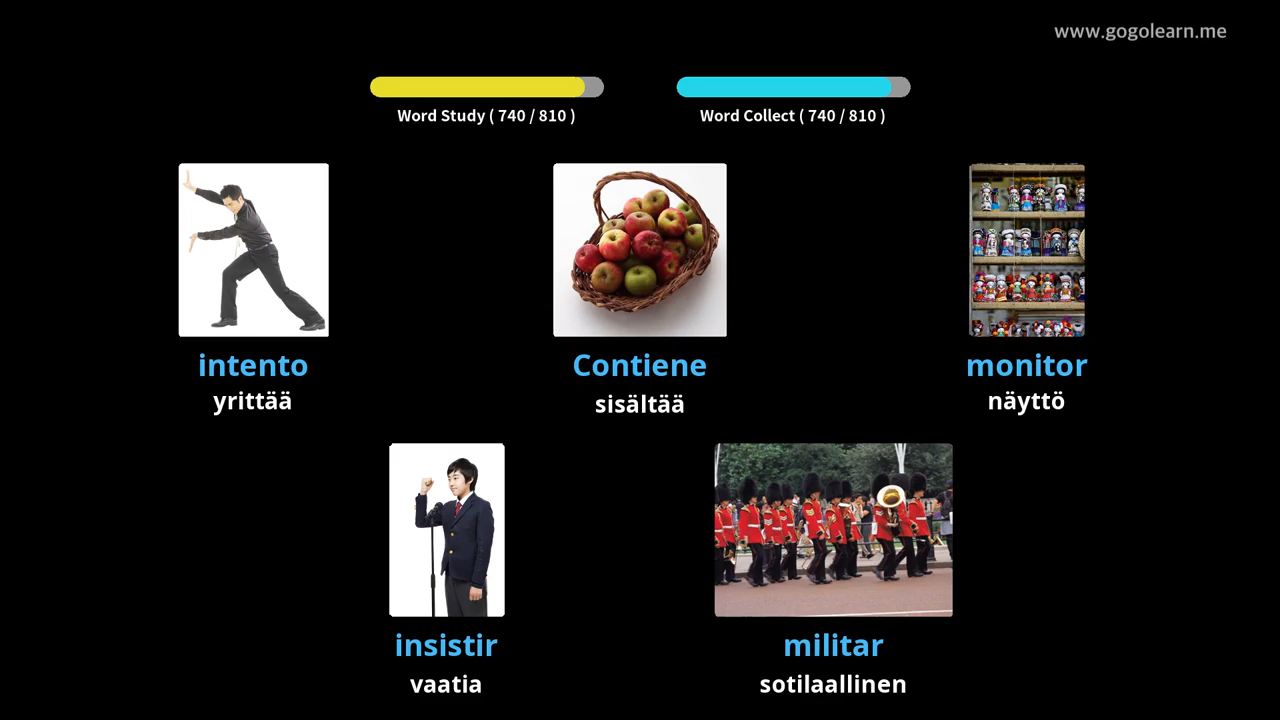 www.gogolearn.me
Word Study ( 740 / 810 )
Word Collect ( 740 / 810 )
intento
yrittää
Contiene
sisältää
monitor
näyttö
insistir
vaatia
militar
sotilaallinen